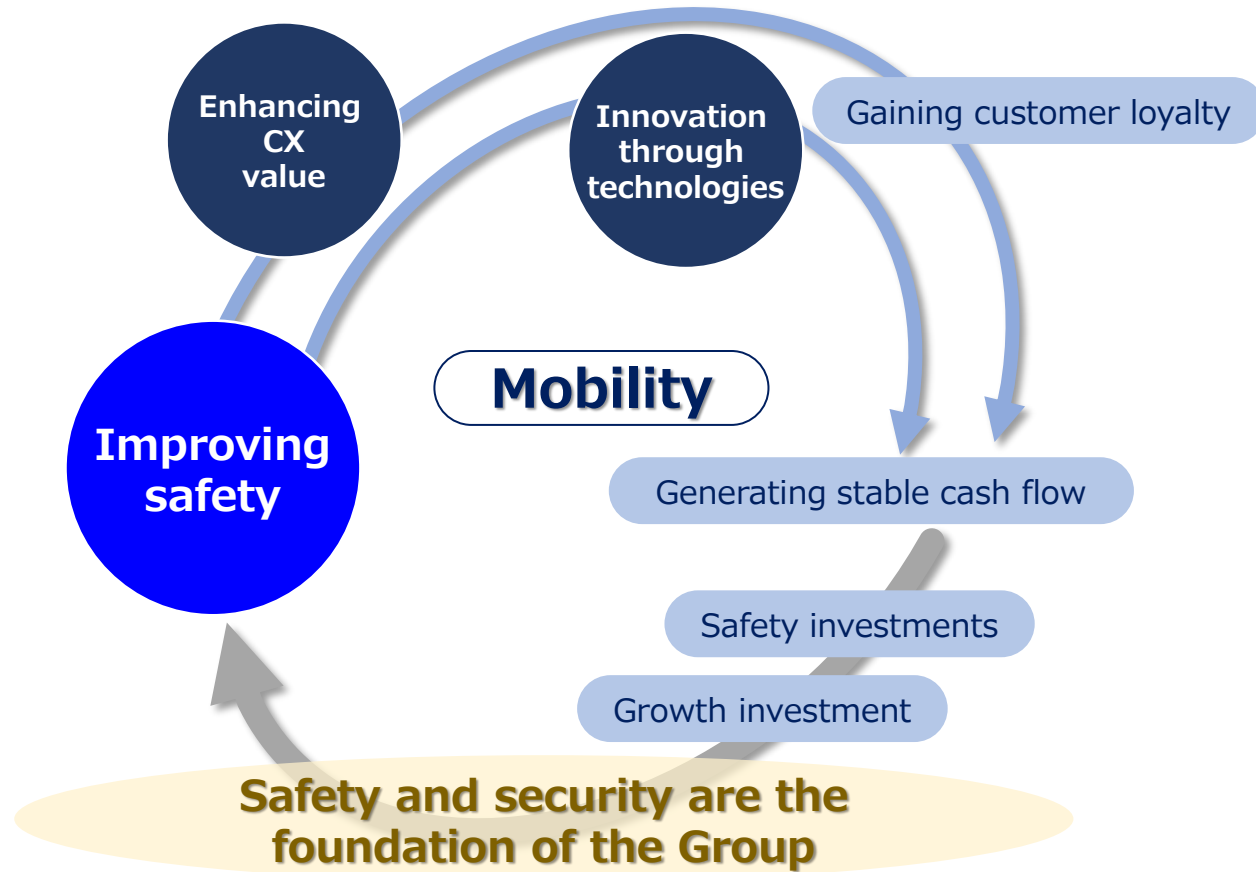 Enhancing
CX
value
Innovation
through
technologies
Gaining customer loyalty
Mobility
Improving
safety
Generating stable cash flow
Safety investments
Growth investment
Safety and security are the
foundation of the Group